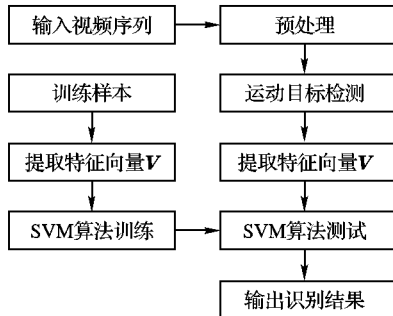 输入视频序列
预处理
训练样本
运动目标检测
提取特征向量V
提取特征向量V
SVM算法训练
SVM算法测试
输出识别结果